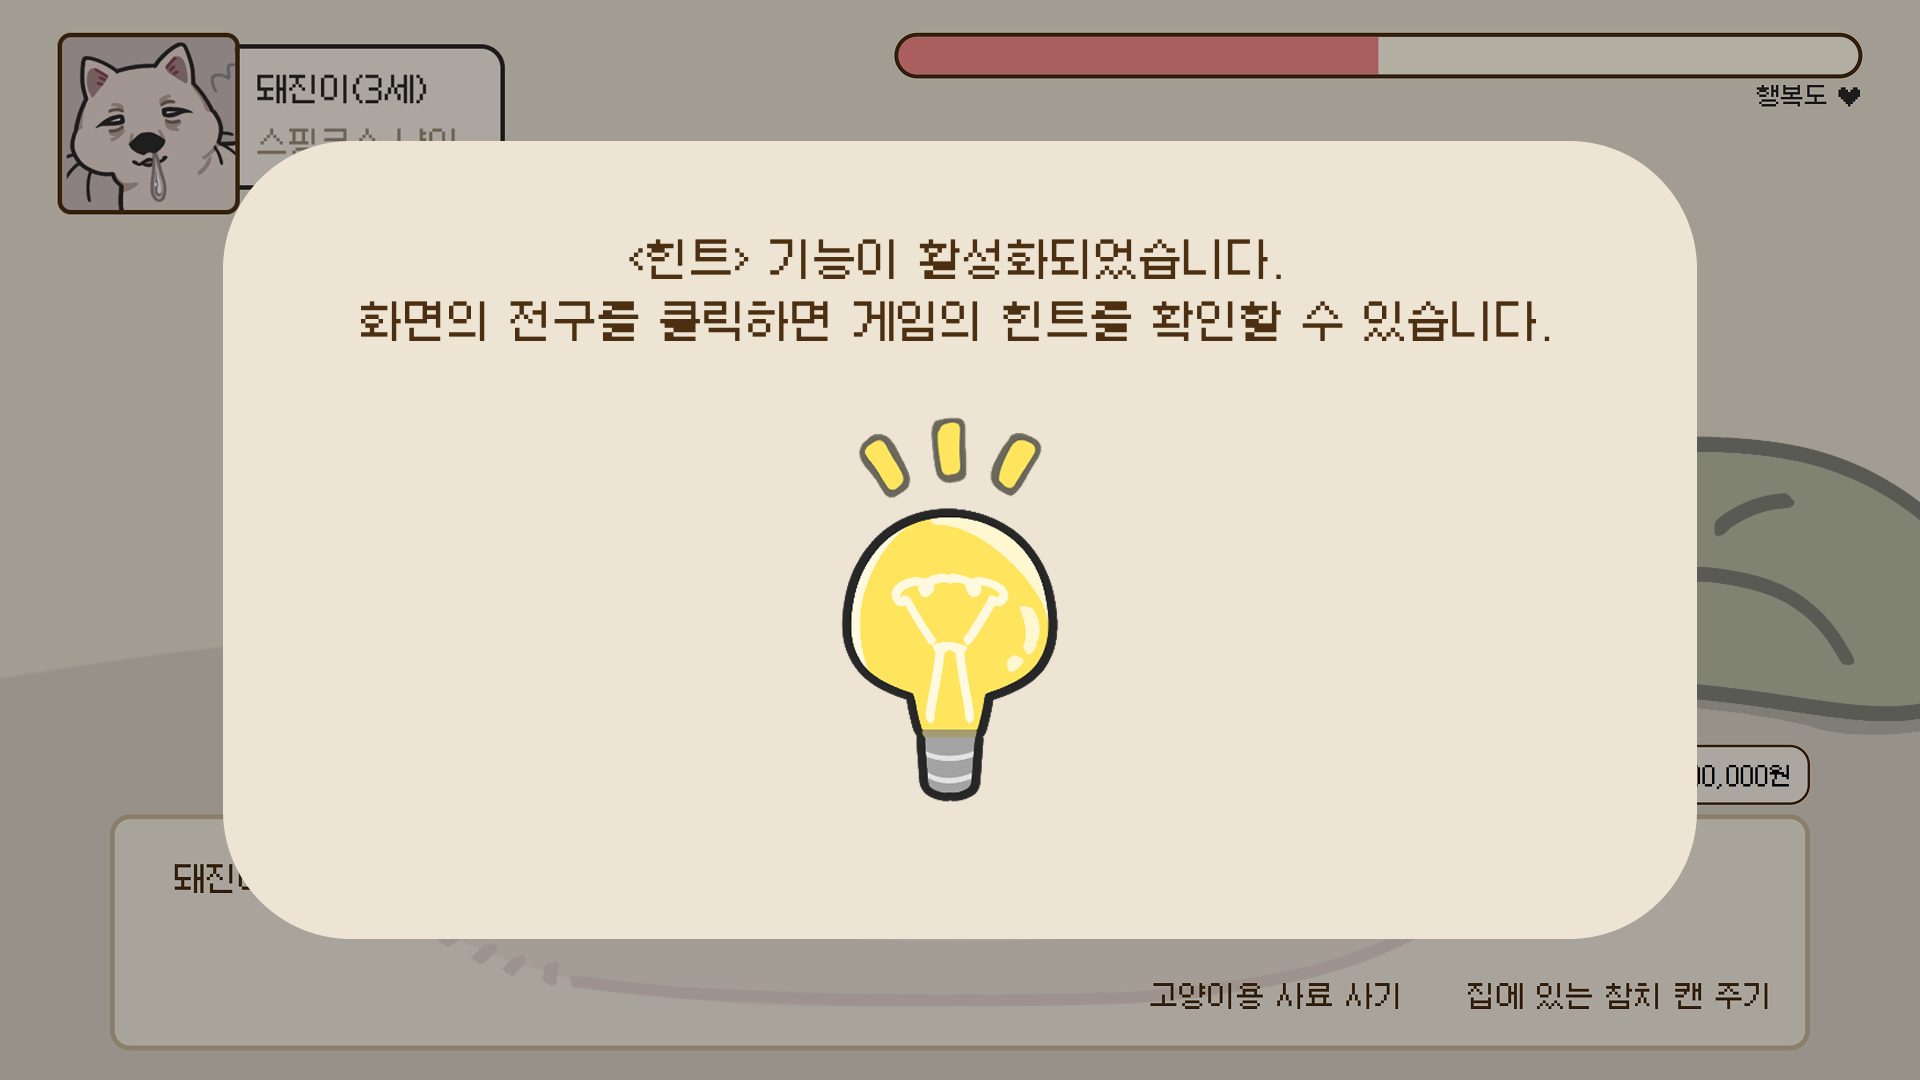 돼진이(3세)
행복도
<힌트> 기능이 활성화되었습니다.
화면의 전구를 클릭하면 게임의 힌트를 확인할 수 있습니다.
00,000원
고양이용 사료 사기
집에 있는 참치 캔 주기